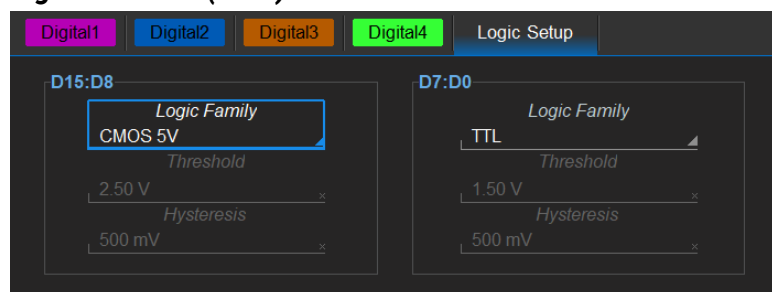 Digital1 Digital2 Digital3 Digital4 Logic Setup
D15:D8 D7:D0
Logic Family Logic Family
CMOS 5V TTL
Threshold Threshold
2.50 V × 1.50 V ×
Hysteresis Hysteresis
500 mV × 500 mV ×